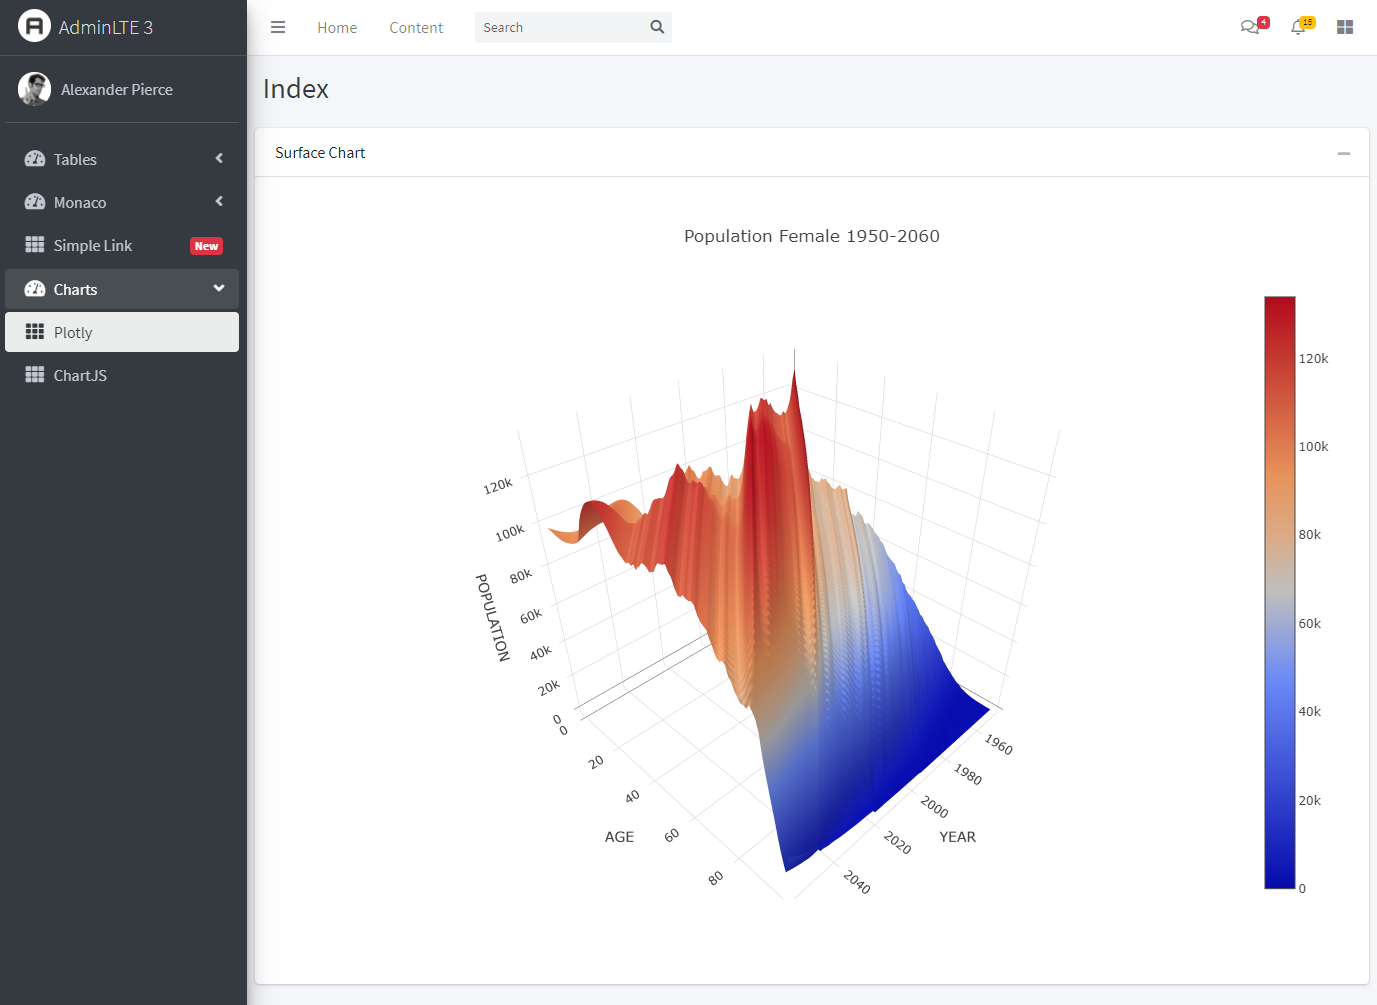 AdminLTE 3
Home
Content
Search
4
15
Alexander Pierce
Tables
Monaco
Simple Link
New
Charts
Plotly
ChartJS
Index
Surface Chart
Population Female 1950-2060
120k
100k
80k
60k
40k
20k
0
POPULATION
0
20
40
60
80
AGE
1960
1980
2000
2020
2040
YEAR
120k
100k
80k
60k
40k
20k
0